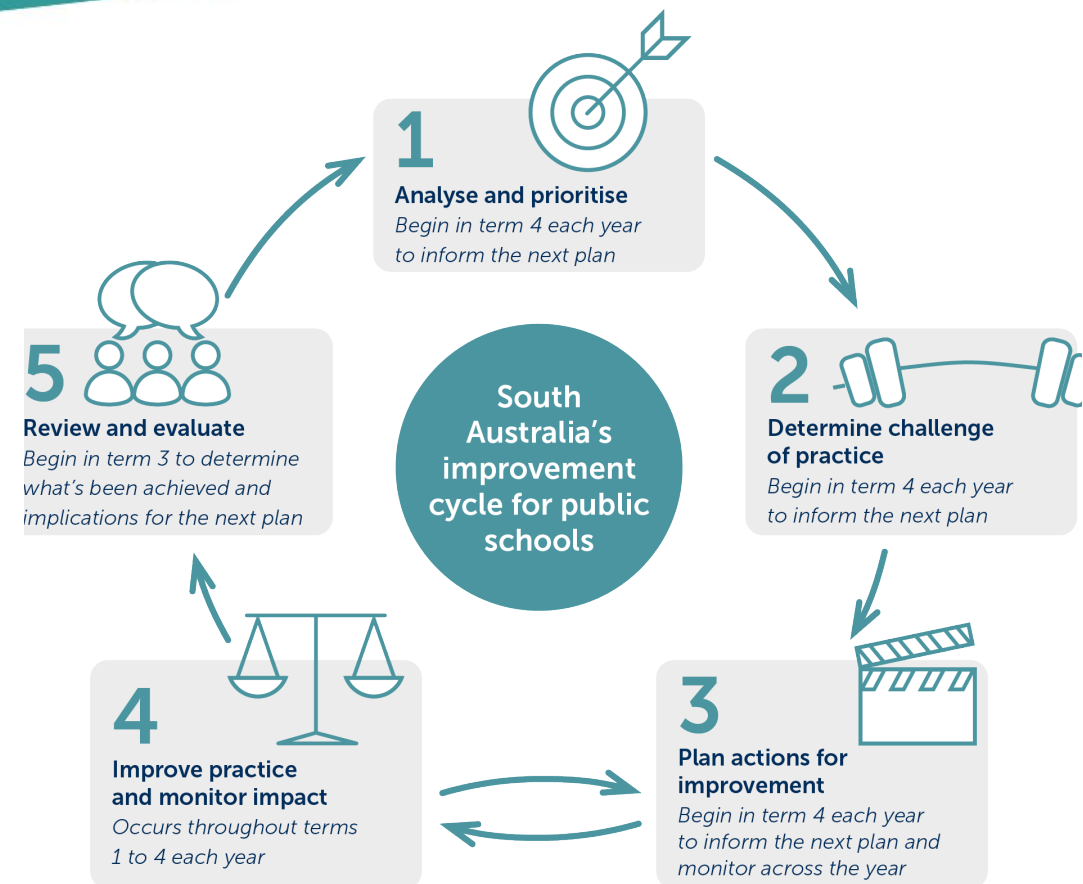 1
Analyse and prioritise
Begin in term 4 each year
to inform the next plan
2
Determine challenge
of practice
Begin in term 4 each year
to inform the next plan
3
Plan actions for
improvement
Begin in term 4 each year
to inform the next plan and
monitor across the year
4
Improve practice
and monitor impact
Occurs throughout terms
1 to 4 each year
5
Review and evaluate
Begin in term 3 to determine
what's been achieved and
implications for the next plan
South
Australia's
improvement
cycle for public
schools